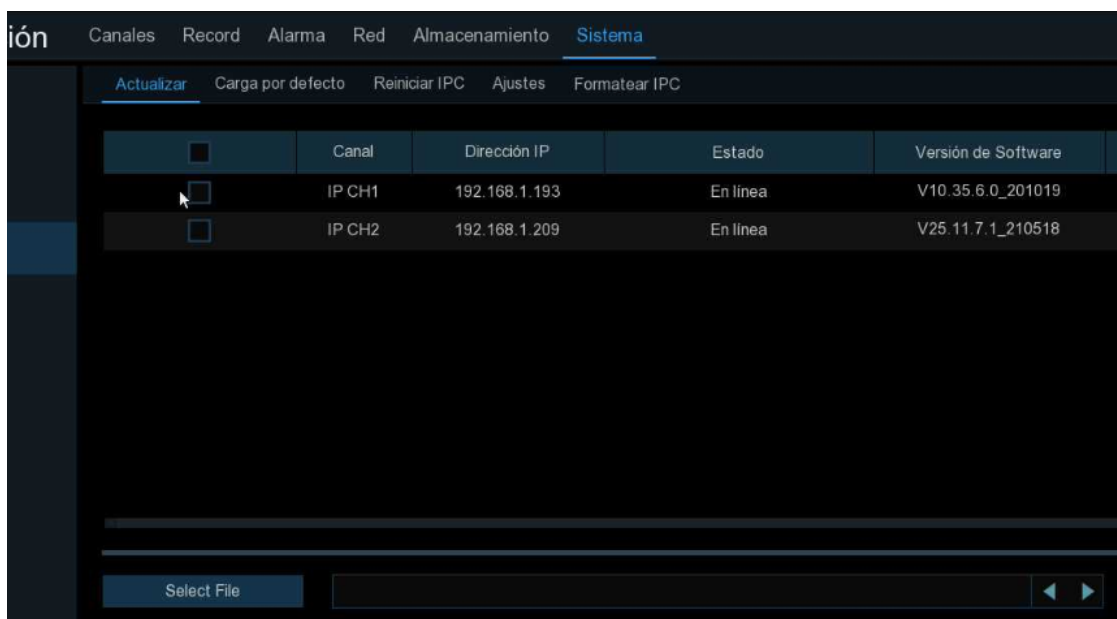 ión Canales Record Alarma Red Almacenamiento Sistema
Actualizar Carga por defecto Reiniciar IPC Ajustes Formatear IPC
Canal Dirección IP Estado Versión de Software
IP CH1 192.168.1.193 En línea V10.35.6.0_201019
IP CH2 192.168.1.209 En línea V25.11.7.1_210518
Select File